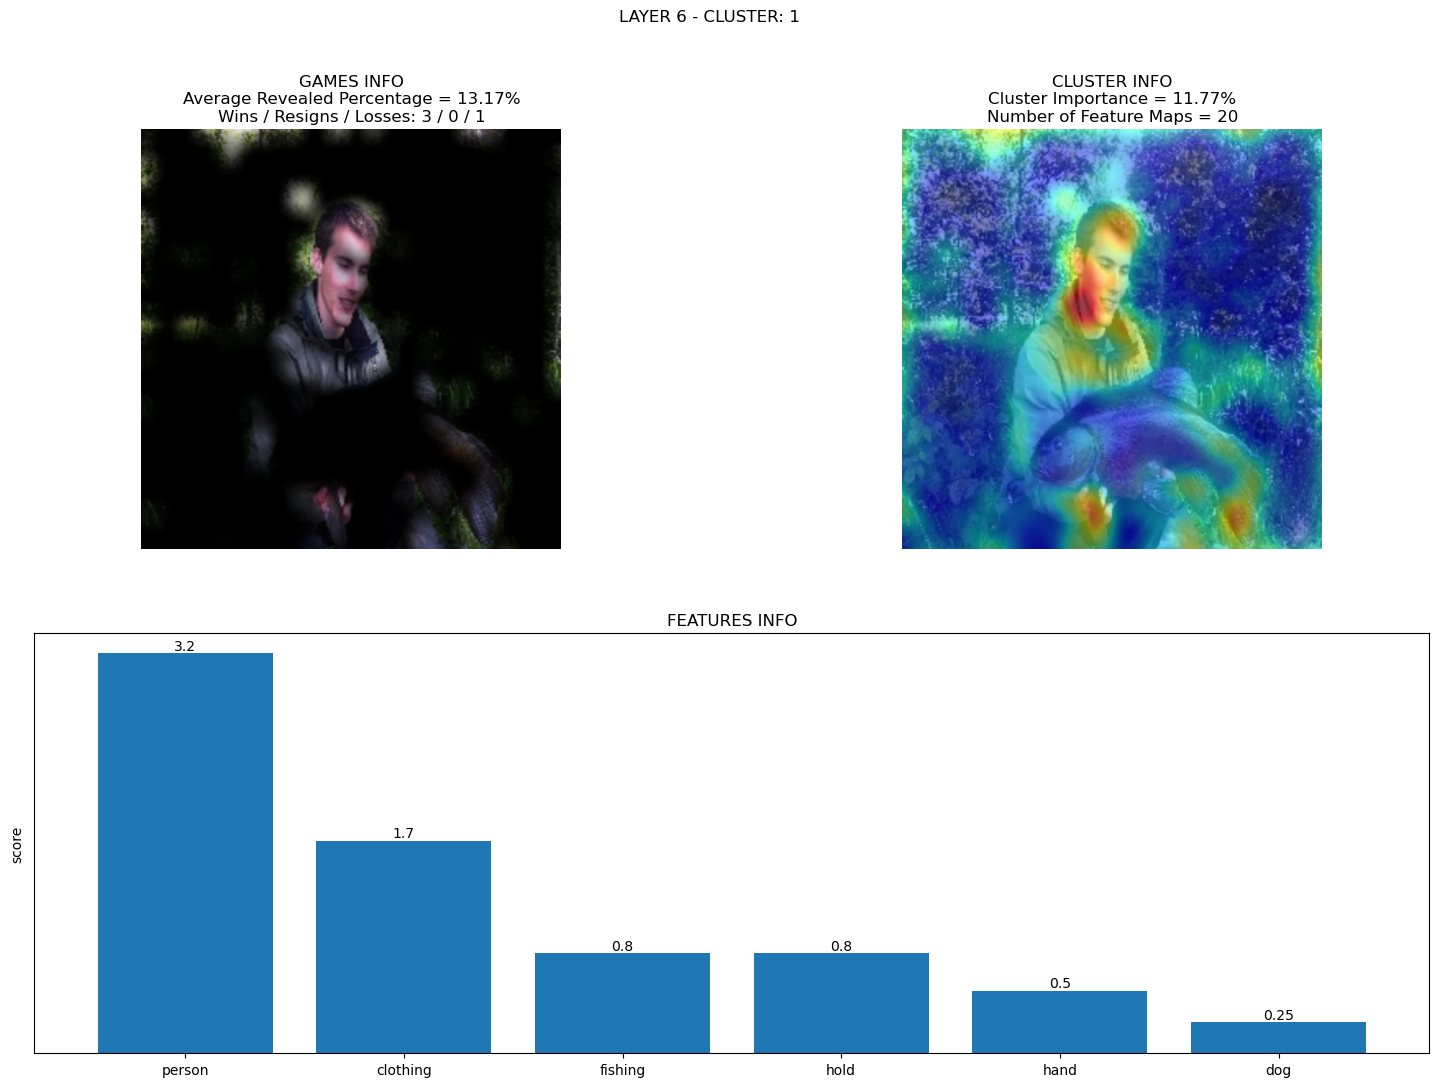 LAYER 6 - CLUSTER: 1
GAMES INFO
Average Revealed Percentage = 13.17%
Wins / Resigns / Losses: 3 / 0 / 1
CLUSTER INFO
Cluster Importance = 11.77%
Number of Feature Maps = 20
FEATURES INFO
score
3.2
1.7
0.8
0.8
0.5
0.25
person
clothing
fishing
hold
hand
dog